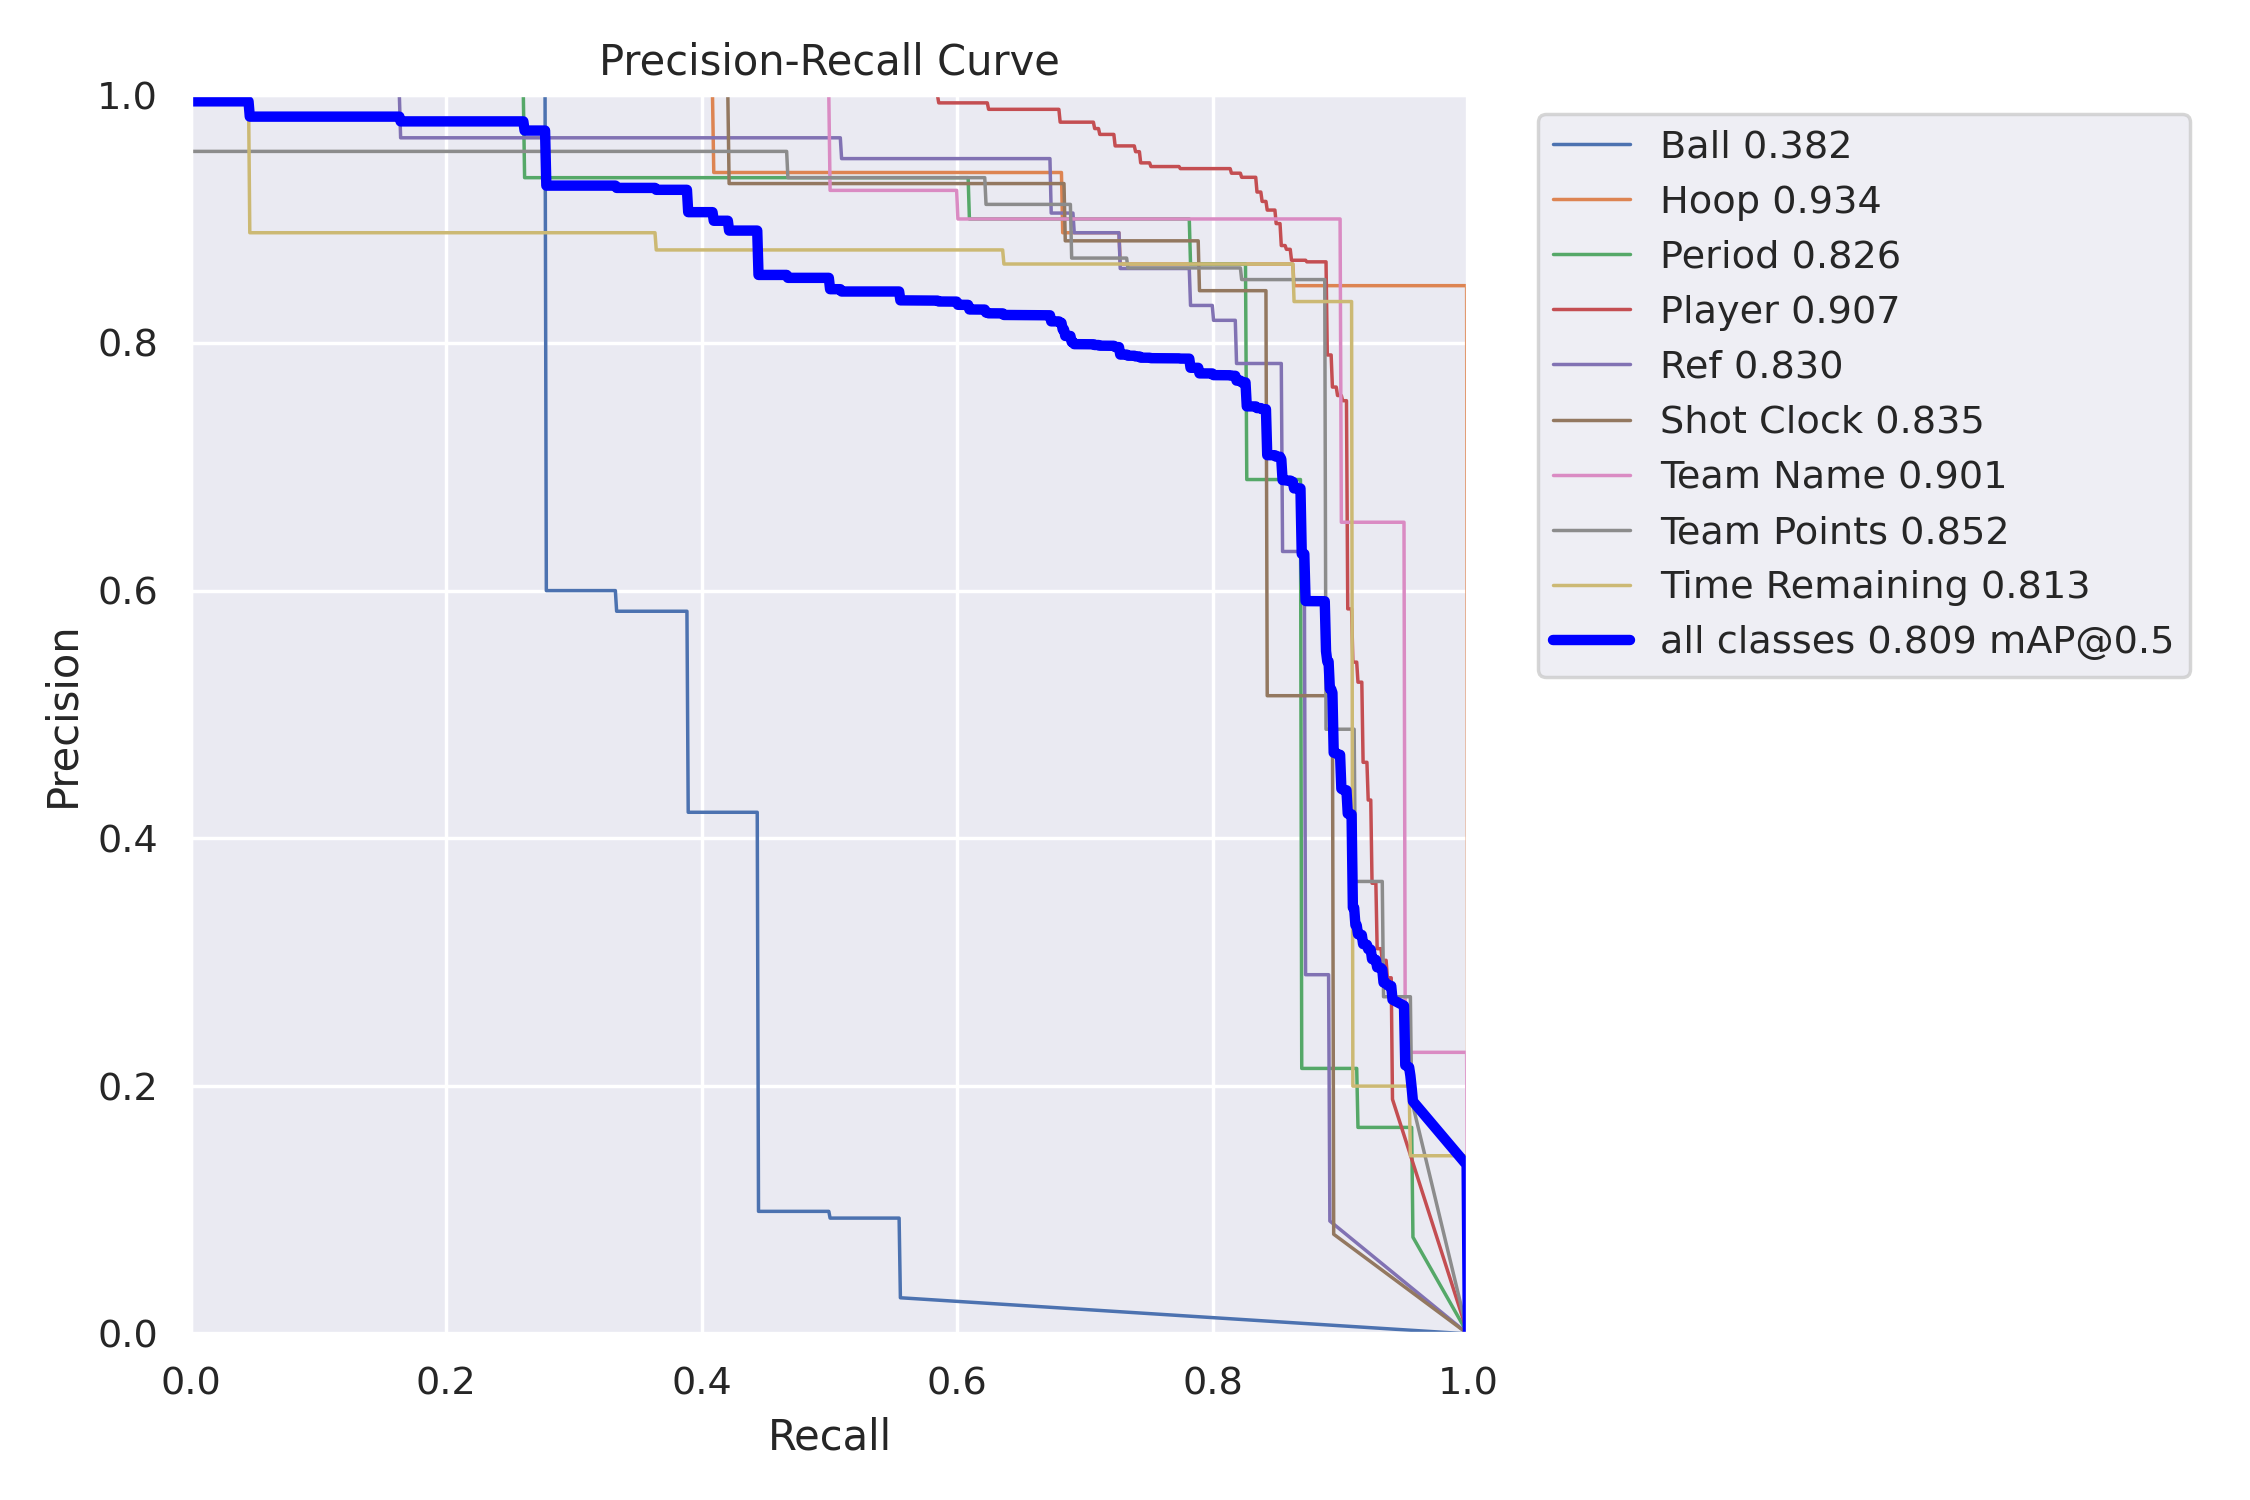 Precision-Recall Curve
1.0
0.8
0.6
0.4
0.2
0.0
Precision
0.0 0.2 0.4 0.6 0.8 1.0
Recall
Ball 0.382
Hoop 0.934
Period 0.826
Player 0.907
Ref 0.830
Shot Clock 0.835
Team Name 0.901
Team Points 0.852
Time Remaining 0.813
all classes 0.809 mAP@0.5